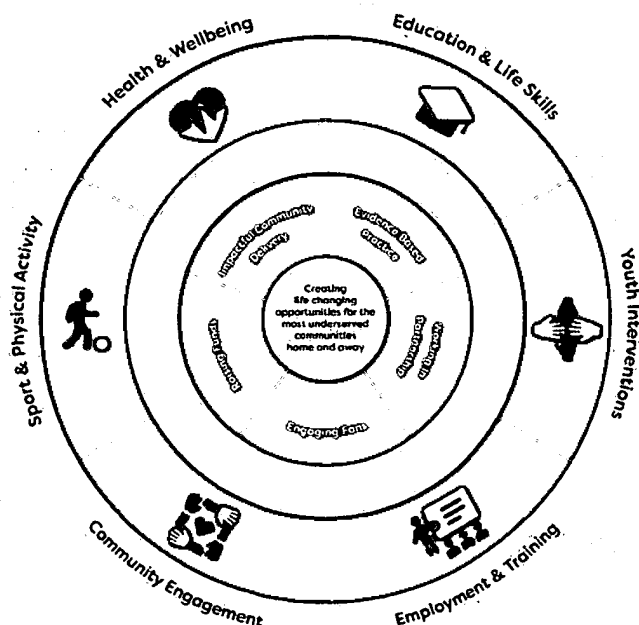 Health & Wellbeing
Education & Life Skills
Youth Interventions
Employment & Training
Community Engagement
Sport & Physical Activity
Impactful Community
Delivery
Evidence Based
practice
Working in
partnership
Engaging Fans
Raising Funds
Creating
life changing
opportunities for the
most underserved
communities
home and away